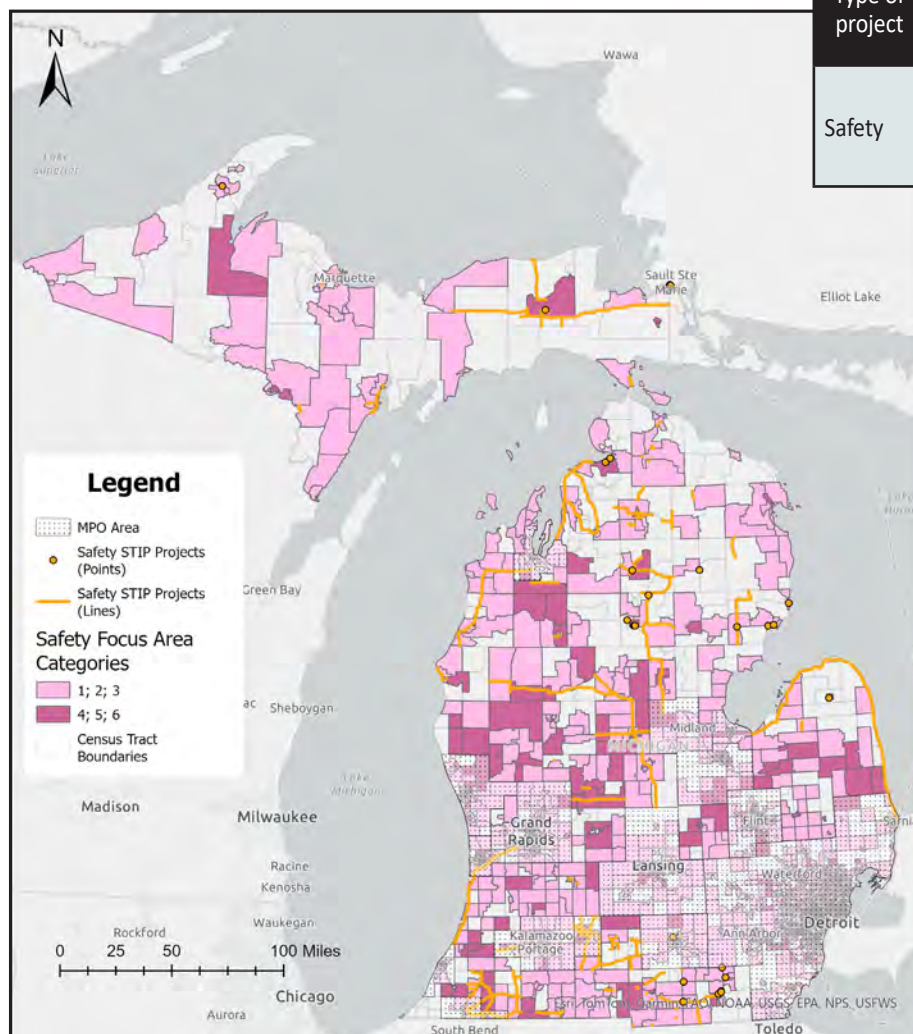 Type of
project
Safety
N
Wawa
Lake
Superior
Marquette
Sault Ste
Marie
Elliot Lake
Legend
MPO Area
Safety STIP Projects
(Points)
Safety STIP Projects
(Lines)
Safety Focus Area
Categories
1; 2; 3
4; 5; 6
Census Tract
Boundaries
Green Bay
Lake
ac
Sheboygan
Midland
MICHIGAN
Lake
Michigan
Madison
Milwaukee
Grand
Rapids
Flint
Sarni
Racine
Kenosha
Lansing
Waterford
Waukegan
Rockford
Kalamazoo
Portage
Ann Arbor
Detroit
0 25 50 100 Miles
Chicago
Aurora
South Bend
Toledo
Esri, TomTom, Garmin, FAO, NOAA, USGS, EPA, NPS, USFWS